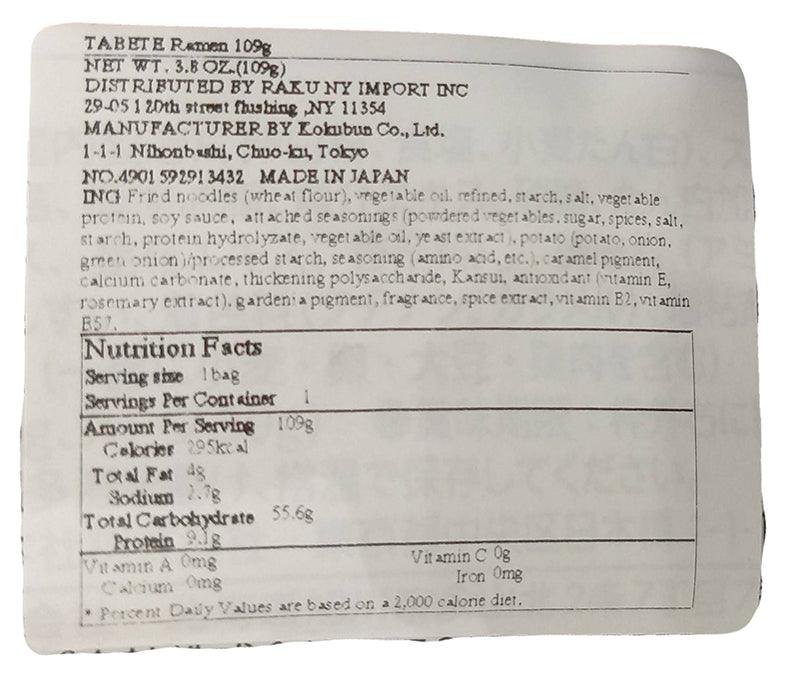 TABETE Ramen 109g
NET WT. 3.8 OZ.(109g)
DISTRIBUTED BY RAKU NY IMPORT INC
29-05 120th street flushing ,NY 11354
MANUFACTURER BY Kokubun Co., Ltd.
1-1-1 Nihonbashi, Chuo-ku, Tokyo
NO.4901592913432 MADE IN JAPAN
ING Fried noodles (wheat flour), vegetable oil, refined, starch, salt, vegetable
protein, soy sauce, attached seasonings (powdered vegetables, sugar, spices, salt,
starch, protein hydrolyzate, vegetable oil, yeast extract), potato (potato, onion,
green onion)/processed starch, seasoning (amino acid, etc.), caramel pigment,
calcium carbonate, thickening polysaccharide, Kansui, antioxidant (vitamin E,
rosemary extract), gardenia pigment, fragrance, spice extract, vitamin B2, vitamin
Nutrition Facts
Serving size 1bag
Servings Per Container 1
Amount Per Serving 109g
Calories 295kcal
Total Fat 4g
Sodium 2.7g
Total Carbohydrate 55.6g
Protein 9.1g
Vitamin A 0mg Vitamin C 0g
Calcium 0mg Iron 0mg
* Percent Daily Values are based on a 2,000 calorie diet.